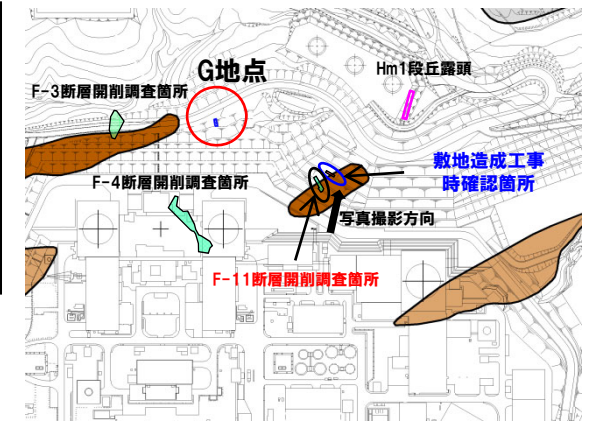 G地点
Hm1段丘露頭
F-3断層開削調査箇所
敷地造成工事
時確認箇所
F-4断層開削調査箇所
写真撮影方向
F-11断層開削調査箇所